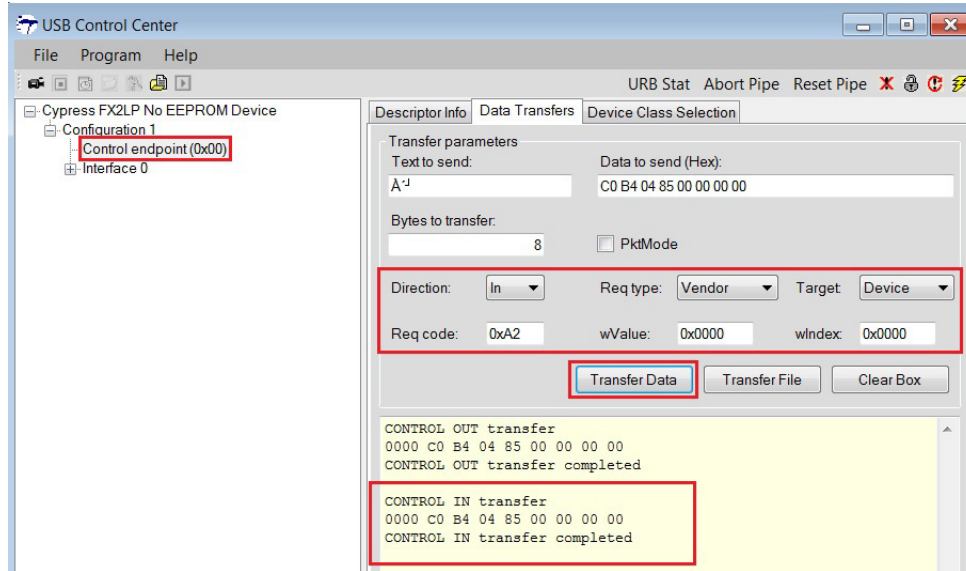 USB Control Center
File Program Help
URB Stat Abort Pipe Reset Pipe
Cypress FX2LP No EEPROM Device
Configuration 1
Control endpoint (0x00)
Interface 0
Descriptor Info Data Transfers Device Class Selection
Transfer parameters
Text to send: Data to send (Hex):
C0 B4 04 85 00 00 00 00
Bytes to transfer:
8 PktMode
Direction: In Req type: Vendor Target: Device
Req code: 0xA2 wValue: 0x0000 wIndex: 0x0000
Transfer Data Transfer File Clear Box
CONTROL OUT transfer
0000 C0 B4 04 85 00 00 00 00
CONTROL OUT transfer completed
CONTROL IN transfer
0000 C0 B4 04 85 00 00 00 00
CONTROL IN transfer completed